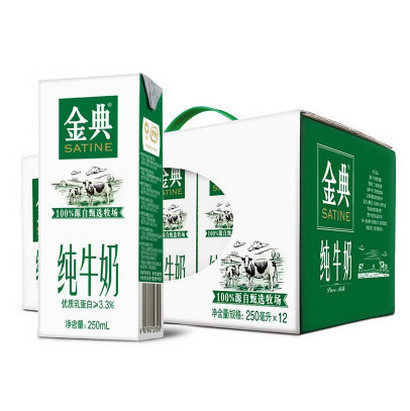 金典
SATINE
100%源自甄选牧场
纯牛奶
优质乳蛋白≥3.3%
净含量: 250mL
100%源自甄选牧场
净含量/规格: 250毫升×12
金典
SATINE
纯牛奶
Pure Milk